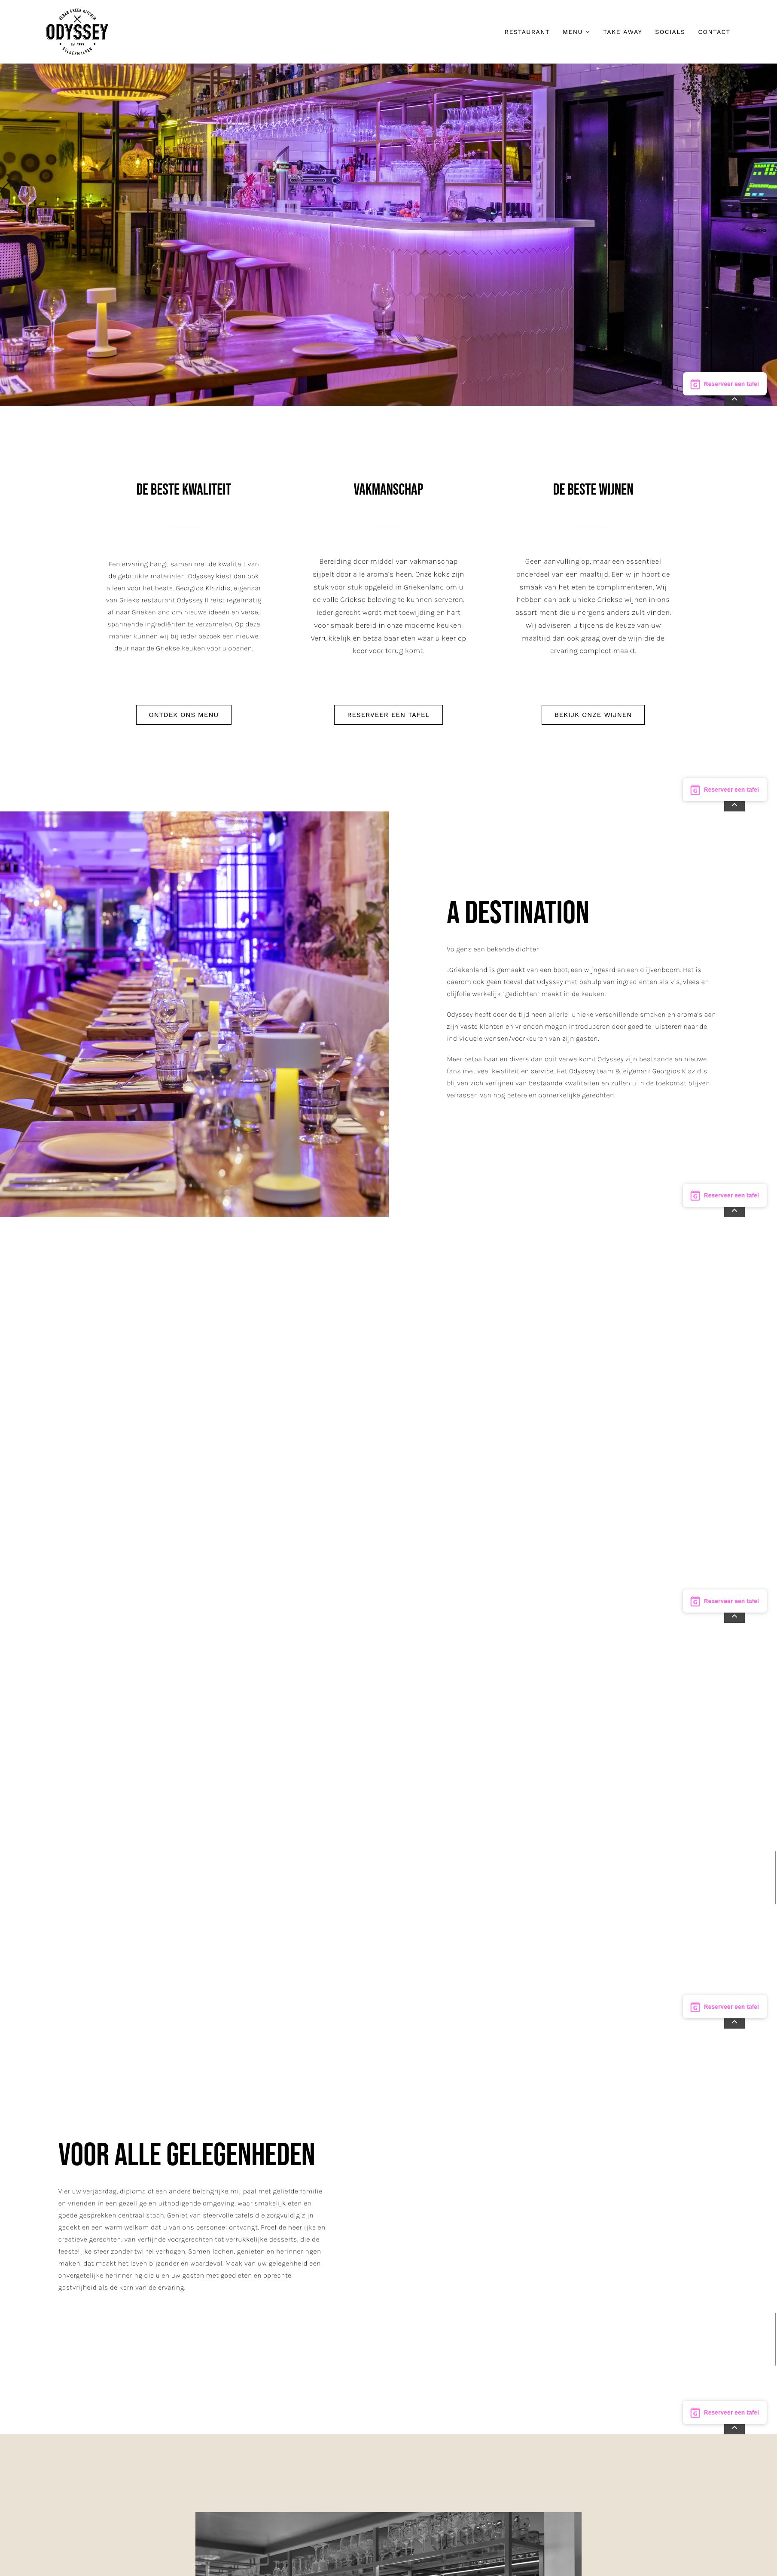 URBAN GREEK KITCHEN
ODYSSEY
Est 1990
GELDERMALSEN
RESTAURANT MENU TAKE AWAY SOCIALS CONTACT
Reserveer een tafel
DE BESTE KWALITEIT
Een ervaring hangt samen met de kwaliteit van
de gebruikte materialen: Odyssey kiest dan ook
alleen voor het beste. Georgios Klazidis, eigenaar
van Grieks restaurant Odyssey II reist regelmatig
af naar Griekenland om nieuwe ideeën en verse,
spannende ingrediënten te verzamelen. Op deze
manier kunnen wij bij ieder bezoek een nieuwe
deur naar de Griekse keuken voor u openen.
ONTDEK ONS MENU
VAKMANSCHAP
Bereiding door middel van vakmanschap
sijpelt door alle aroma's heen. Onze koks zijn
stuk voor stuk opgeleid in Griekenland om u
de volle Griekse beleving te kunnen serveren.
Ieder gerecht wordt met toewijding en hart
voor smaak bereid in onze moderne keuken.
Verrukkelijk en betaalbaar eten waar u keer op
keer voor terug komt.
RESERVEER EEN TAFEL
DE BESTE WIJNEN
Geen aanvulling op, maar een essentieel
onderdeel van een maaltijd. Een wijn hoort de
smaak van het eten te complimenteren. Wij
hebben dan ook unieke Griekse wijnen in ons
assortiment die u nergens anders zult vinden.
Wij adviseren u tijdens de keuze van uw
maaltijd dan ook graag over de wijn die de
ervaring compleet maakt.
BEKIJK ONZE WIJNEN
Reserveer een tafel
A DESTINATION
Volgens een bekende dichter
,Griekenland is gemaakt van een boot, een wijngaard en een olijvenboom. Het is
daarom ook geen toeval dat Odyssey met behulp van ingrediënten als vis, vlees en
olijfolie werkelijk "gedichten" maakt in de keuken.
Odyssey heeft door de tijd heen allerlei unieke verschillende smaken en aroma's aan
zijn vaste klanten en vrienden mogen introduceren door goed te luisteren naar de
individuele wensen/voorkeuren van zijn gasten.
Meer betaalbaar en divers dan ooit verwelkomt Odyssey zijn bestaande en nieuwe
fans met veel kwaliteit en service. Het Odyssey team & eigenaar Georgios Klazidis
blijven zich verfijnen van bestaande kwaliteiten en zullen u in de toekomst blijven
verrassen van nog betere en opmerkelijke gerechten.
Reserveer een tafel
Reserveer een tafel
Reserveer een tafel
VOOR ALLE GELEGENHEDEN
Vier uw verjaardag, diploma of een andere belangrijke mijlpaal met geliefde familie
en vrienden in een gezellige en uitnodigende omgeving, waar smakelijk eten en
goede gesprekken centraal staan. Geniet van sfeervolle tafels die zorgvuldig zijn
gedekt en een warm welkom dat u van ons personeel ontvangt. Proef de heerlijke en
creatieve gerechten, van verfijnde voorgerechten tot verrukkelijke desserts, die de
feestelijke sfeer zonder twijfel verhogen. Samen lachen, genieten en herinneringen
maken, dat maakt het leven bijzonder en waardevol. Maak van uw gelegenheid een
onvergetelijke herinnering die u en uw gasten met goed eten en oprechte
gastvrijheid als de kern van de ervaring.
Reserveer een tafel